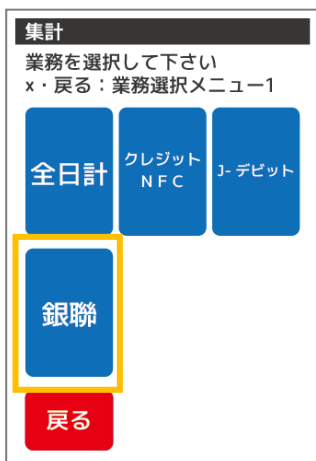 集計
業務を選択して下さい
x・戻る：業務選択メニュー1
全日計
クレジット
ＮＦＣ
J-デビット
銀聯
戻る